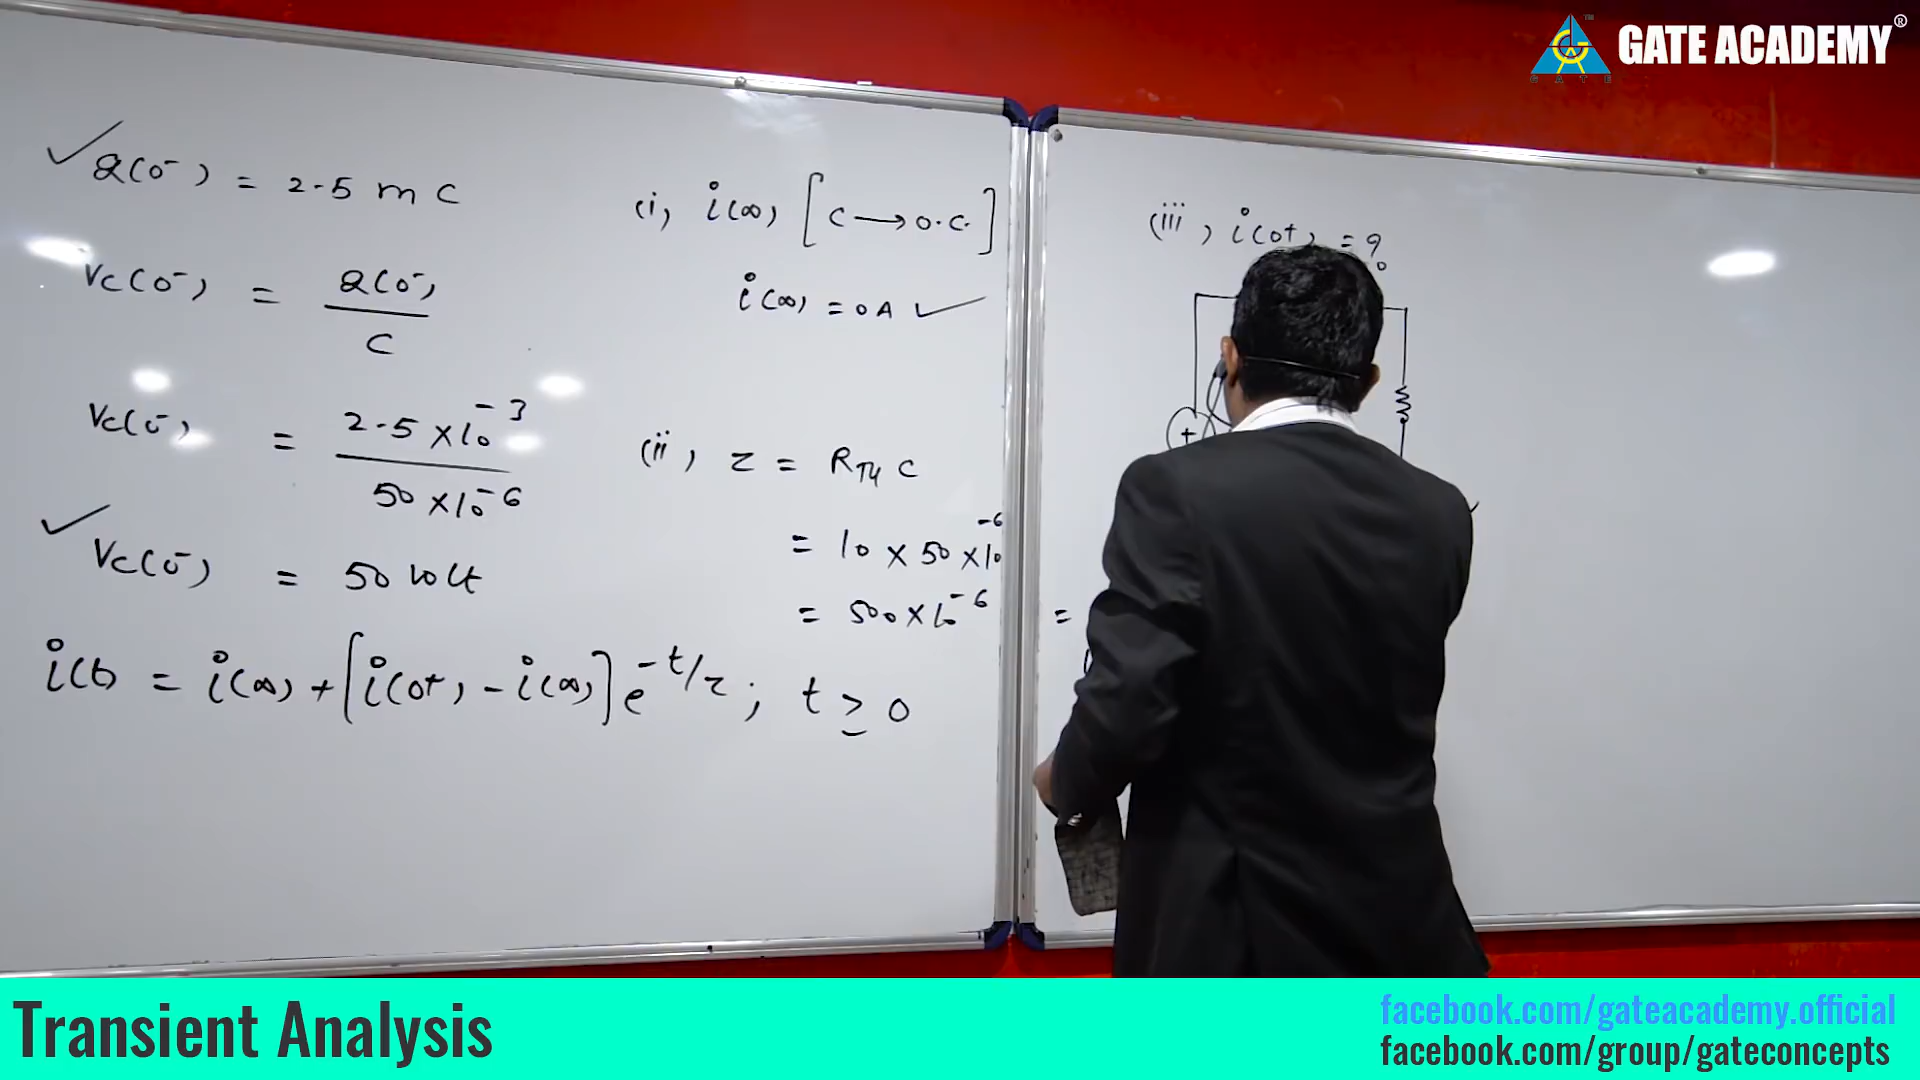 GATE ACADEMY®
GATE
Q(0⁻) = 2.5 mC
Vc(0⁻) = Q(0⁻) / C
Vc(0⁻) = 2.5 × 10⁻³ / 50 × 10⁻⁶
Vc(0⁻) = 50 volt
i(t) = i(∞) + [i(0⁺) - i(∞)] e^(-t/τ) ; t ≥ 0
(i) i(∞) [C → O.C.]
i(∞) = 0 A
(ii) τ = R_TH C
= 10 × 50 × 10⁻⁶
= 500 × 10⁻⁶ =
(iii) i(0⁺) = ?
+
Transient Analysis
facebook.com/gateacademy.official
facebook.com/group/gateconcepts